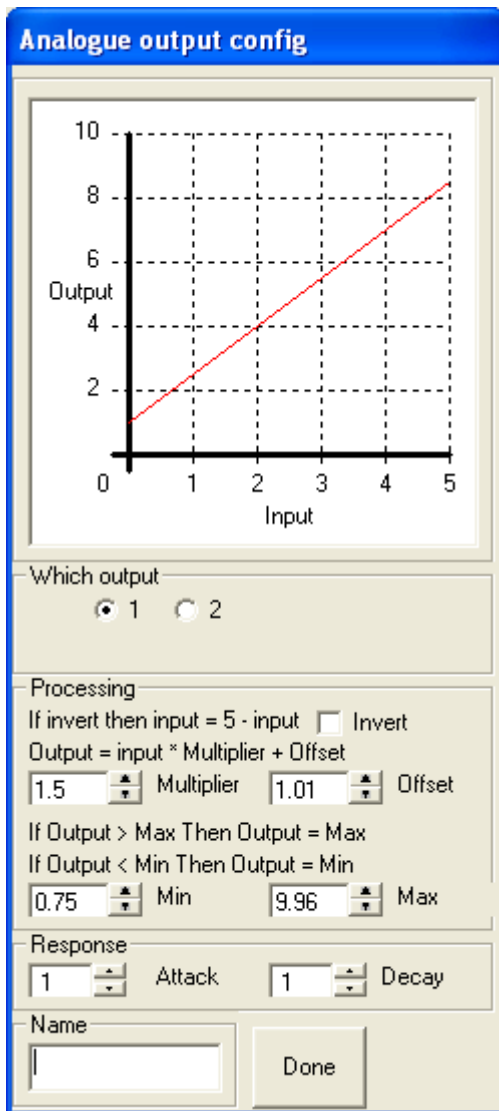 Analogue output config
10
8
6
Output
4
2
0 1 2 3 4 5
Input
Which output
1 2
Processing
If invert then input = 5 - input Invert
Output = input * Multiplier + Offset
1.5 Multiplier 1.01 Offset
If Output > Max Then Output = Max
If Output < Min Then Output = Min
0.75 Min 9.96 Max
Response
1 Attack 1 Decay
Name
Done